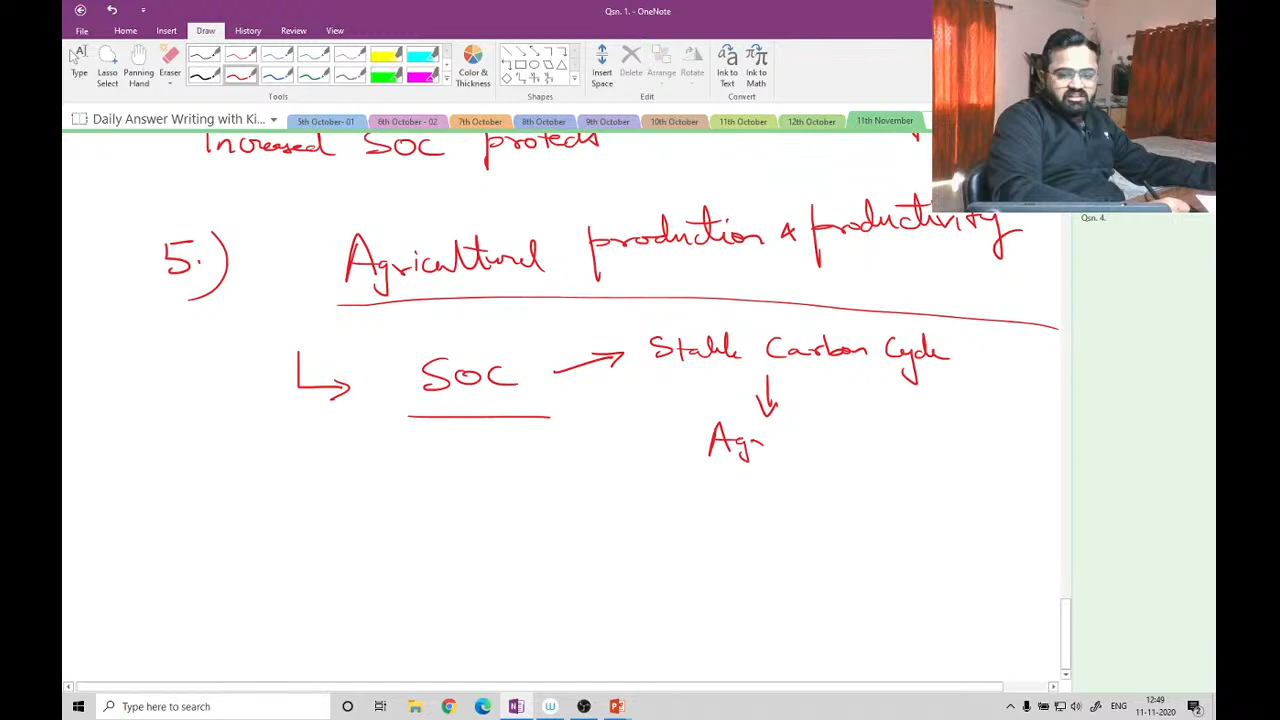 Qsn. 1. - OneNote
File Home Insert Draw History Review View
Type
Lasso Select
Panning Hand
Eraser
Color & Thickness
Insert Space
Delete
Arrange
Rotate
Ink to Text
Ink to Math
Tools Shapes Edit Convert
Daily Answer Writing with Ki... 5th October- 01 6th October - 02 7th October 8th October 9th October 10th October 11th October 12th October 11th November
Qsn. 4.
Increased SOC protects
5.) Agricultural production & productivity
SOC → Stable Carbon Cycle
↓
Agr
Type here to search
ENG
12:49
11-11-2020
2